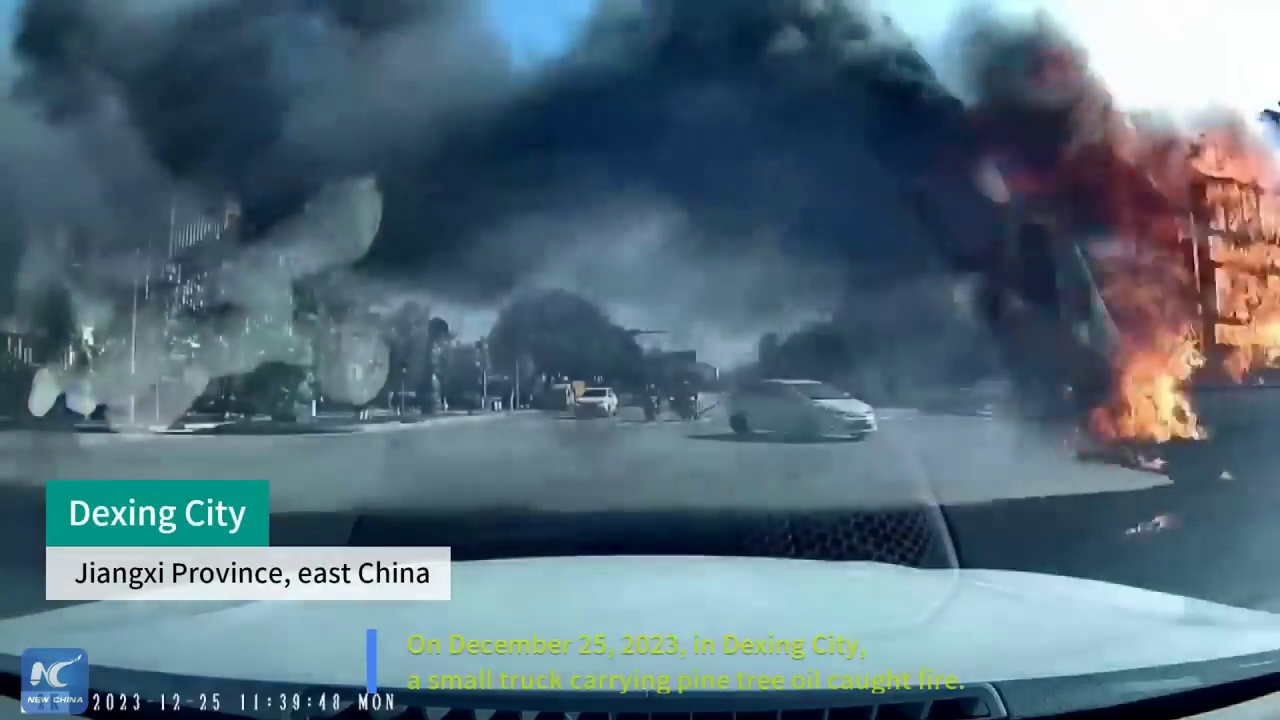 Dexing City
Jiangxi Province, east China
On December 25, 2023, in Dexing City,
a small truck carrying pine tree oil caught fire.
NEW CHINA
2023-12-25 11:39:48 MON